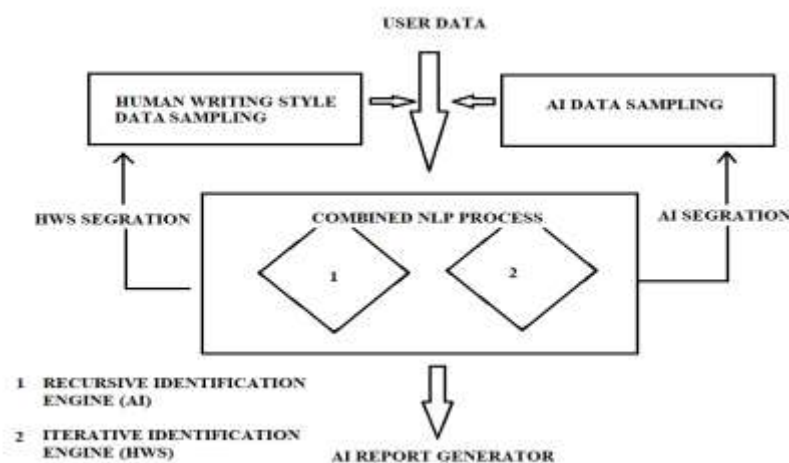 USER DATA
HUMAN WRITING STYLE
DATA SAMPLING
AI DATA SAMPLING
HWS SEGRATION
COMBINED NLP PROCESS
AI SEGRATION
1
2
1 RECURSIVE IDENTIFICATION
ENGINE (AI)
2 ITERATIVE IDENTIFICATION
ENGINE (HWS)
AI REPORT GENERATOR